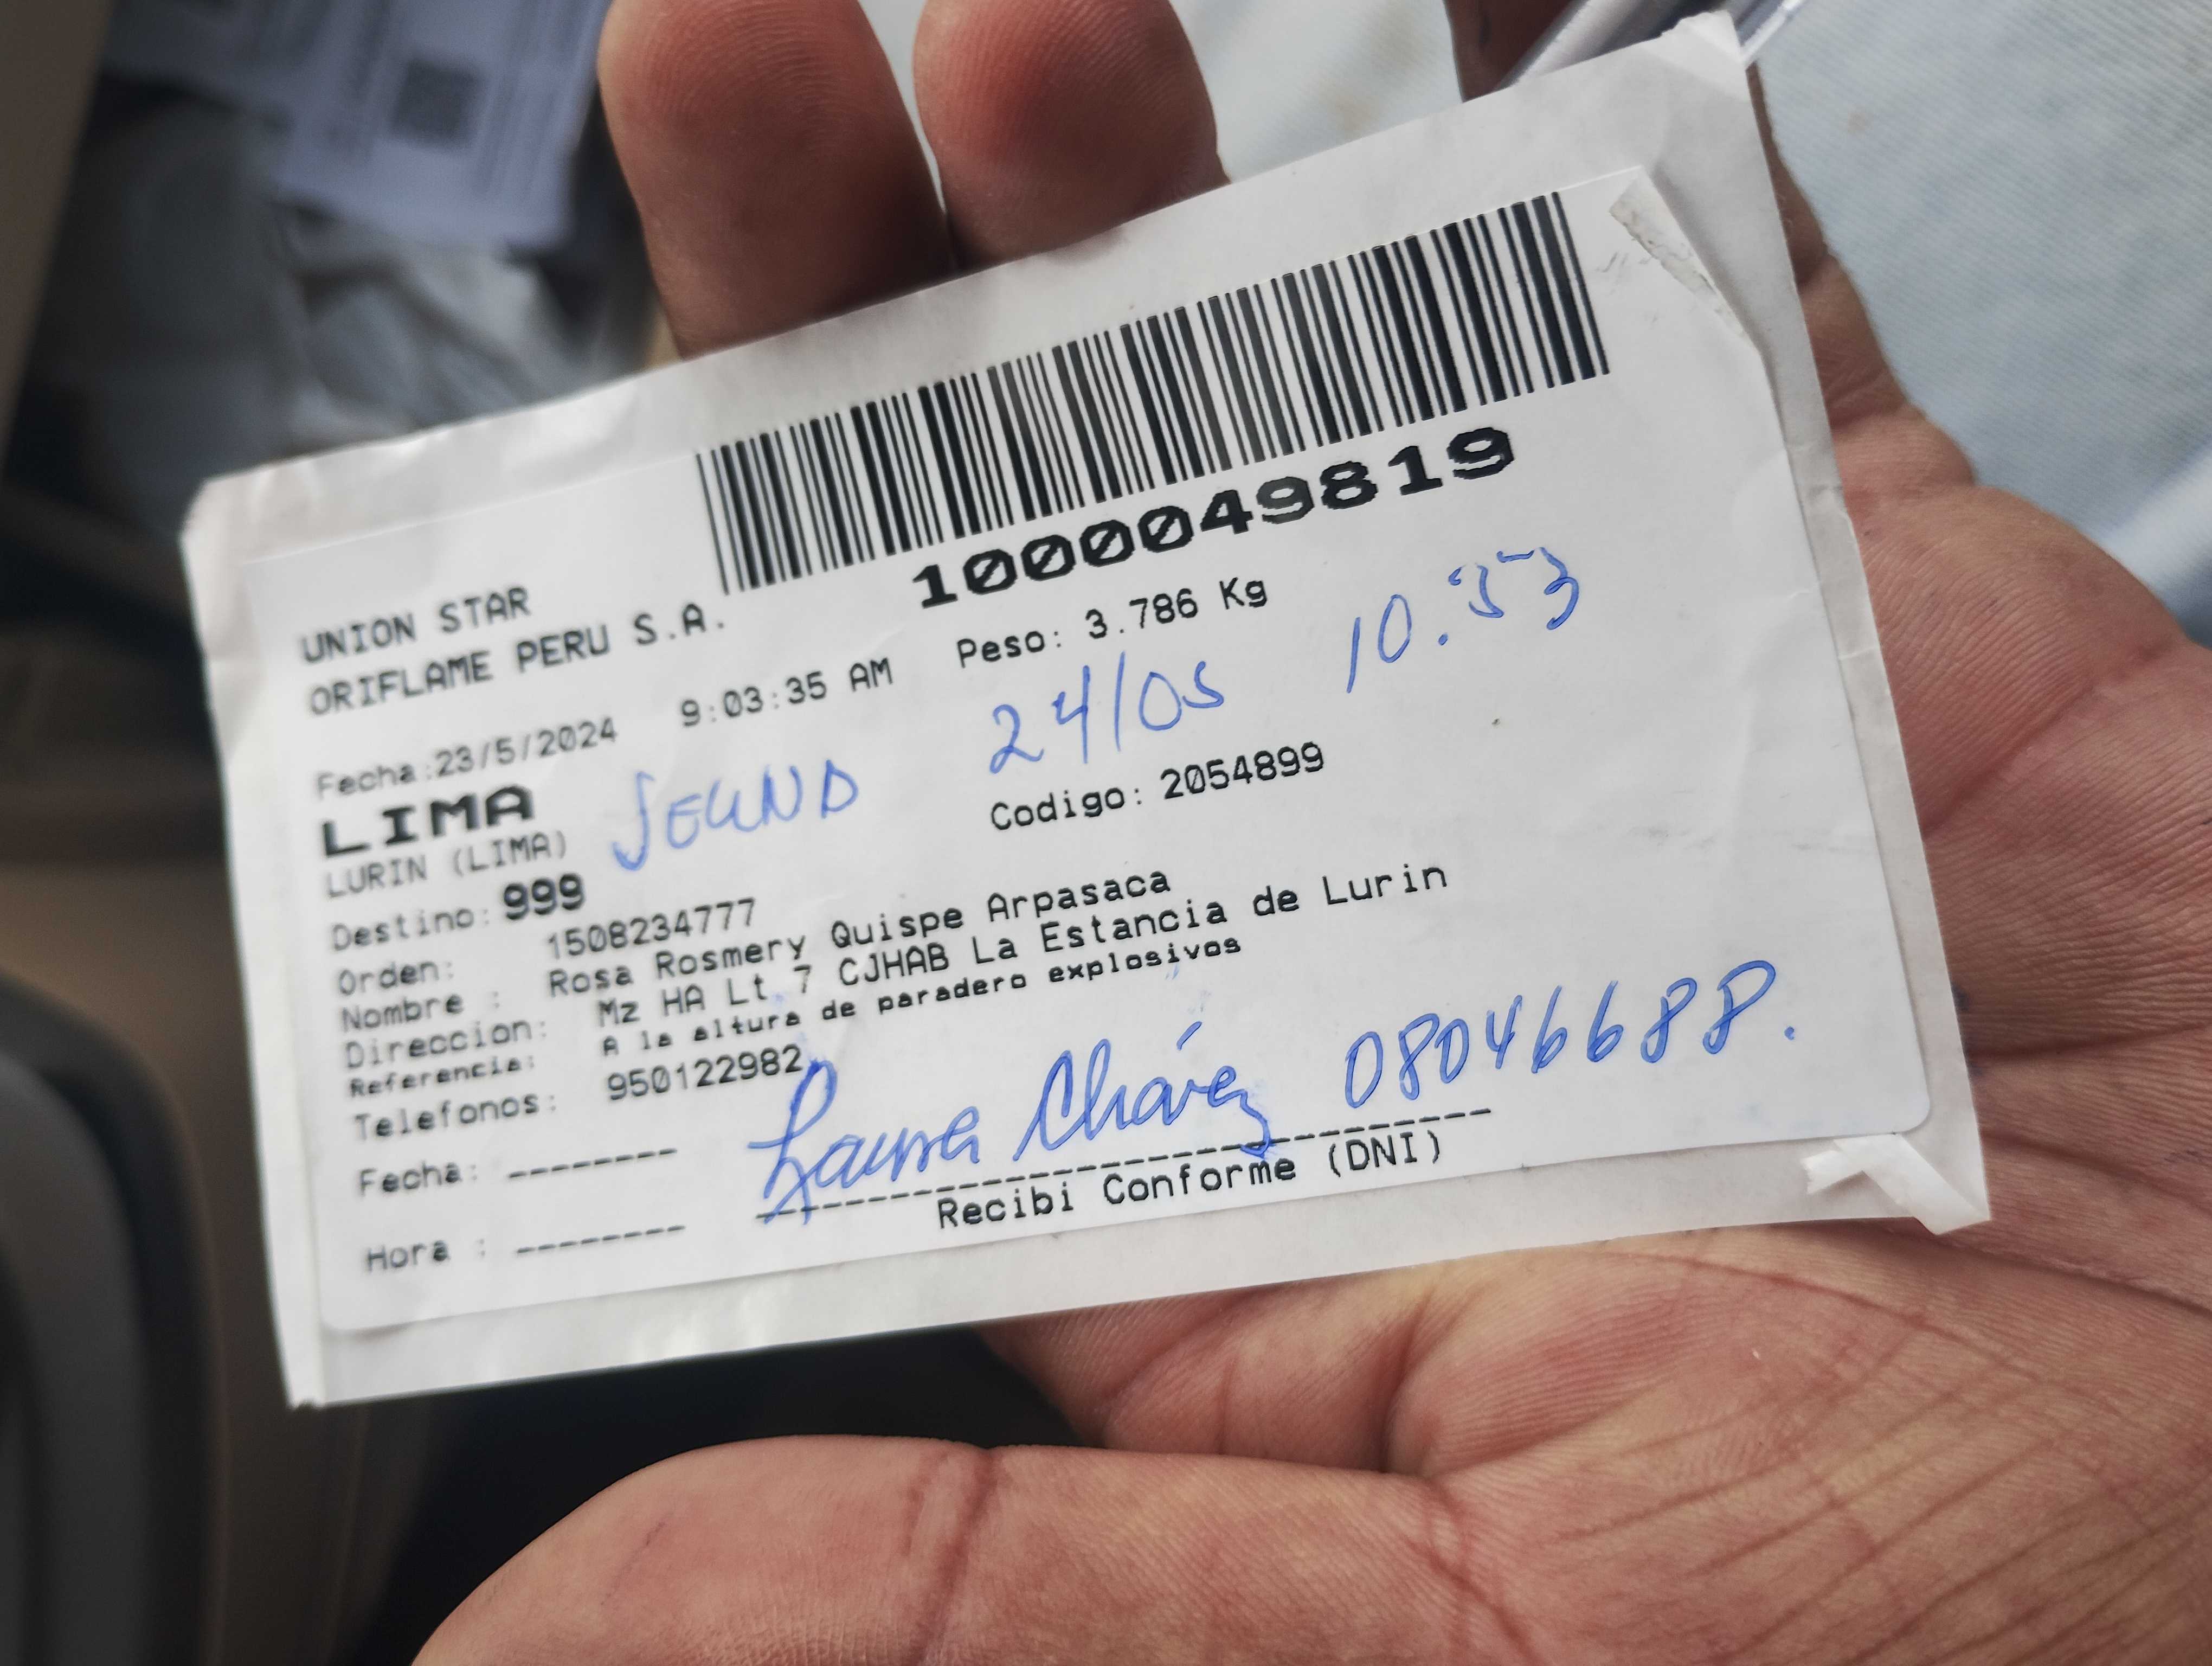 1000049819
UNION STAR
ORIFLAME PERU S.A.
Fecha:23/5/2024 9:03:35 AM Peso: 3.786 Kg
24/05 10:53
LIMA
LURIN (LIMA)
Codigo: 2054899
Destino: 999
Orden: 1508234777
Nombre : Rosa Rosmery Quispe Arpasaca
Direccion: Mz HA Lt 7 CJHAB La Estancia de Lurin
Referencia: A la altura de paradero explosivos
Telefonos: 950122982
Laura Chávez 08046688.
Fecha: --------
Recibi Conforme (DNI)
Hora : --------